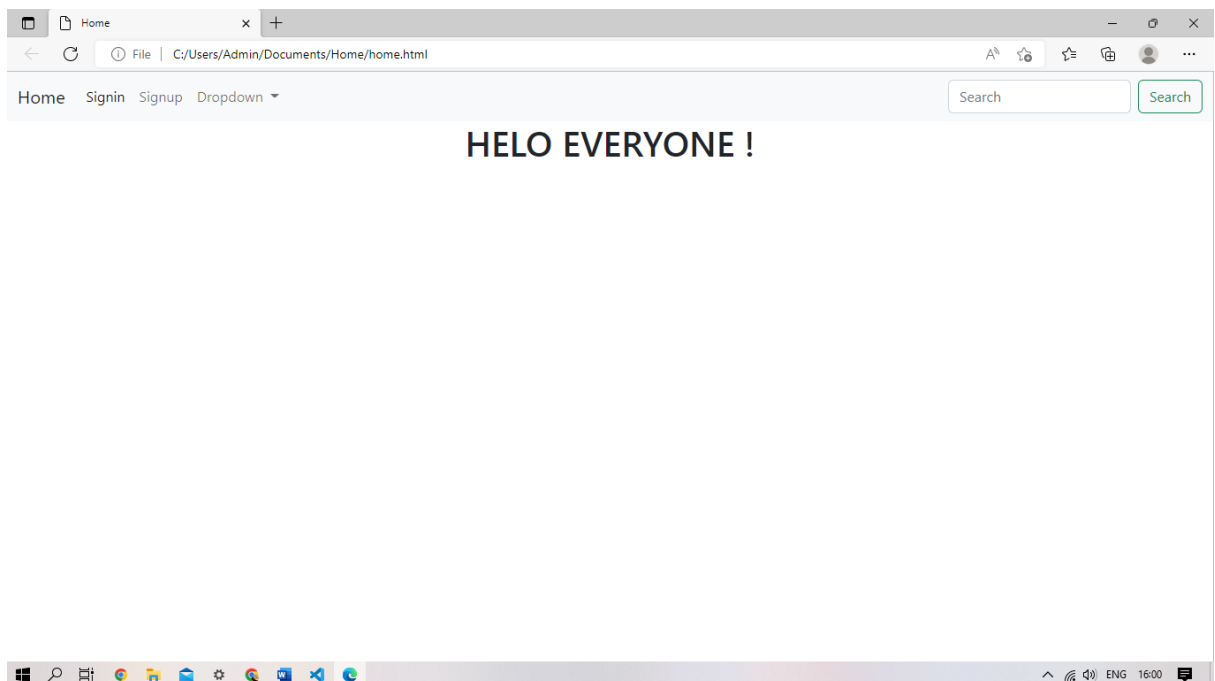 Home
File C:/Users/Admin/Documents/Home/home.html
Home Signin Signup Dropdown Search Search
HELO EVERYONE !
ENG 16:00